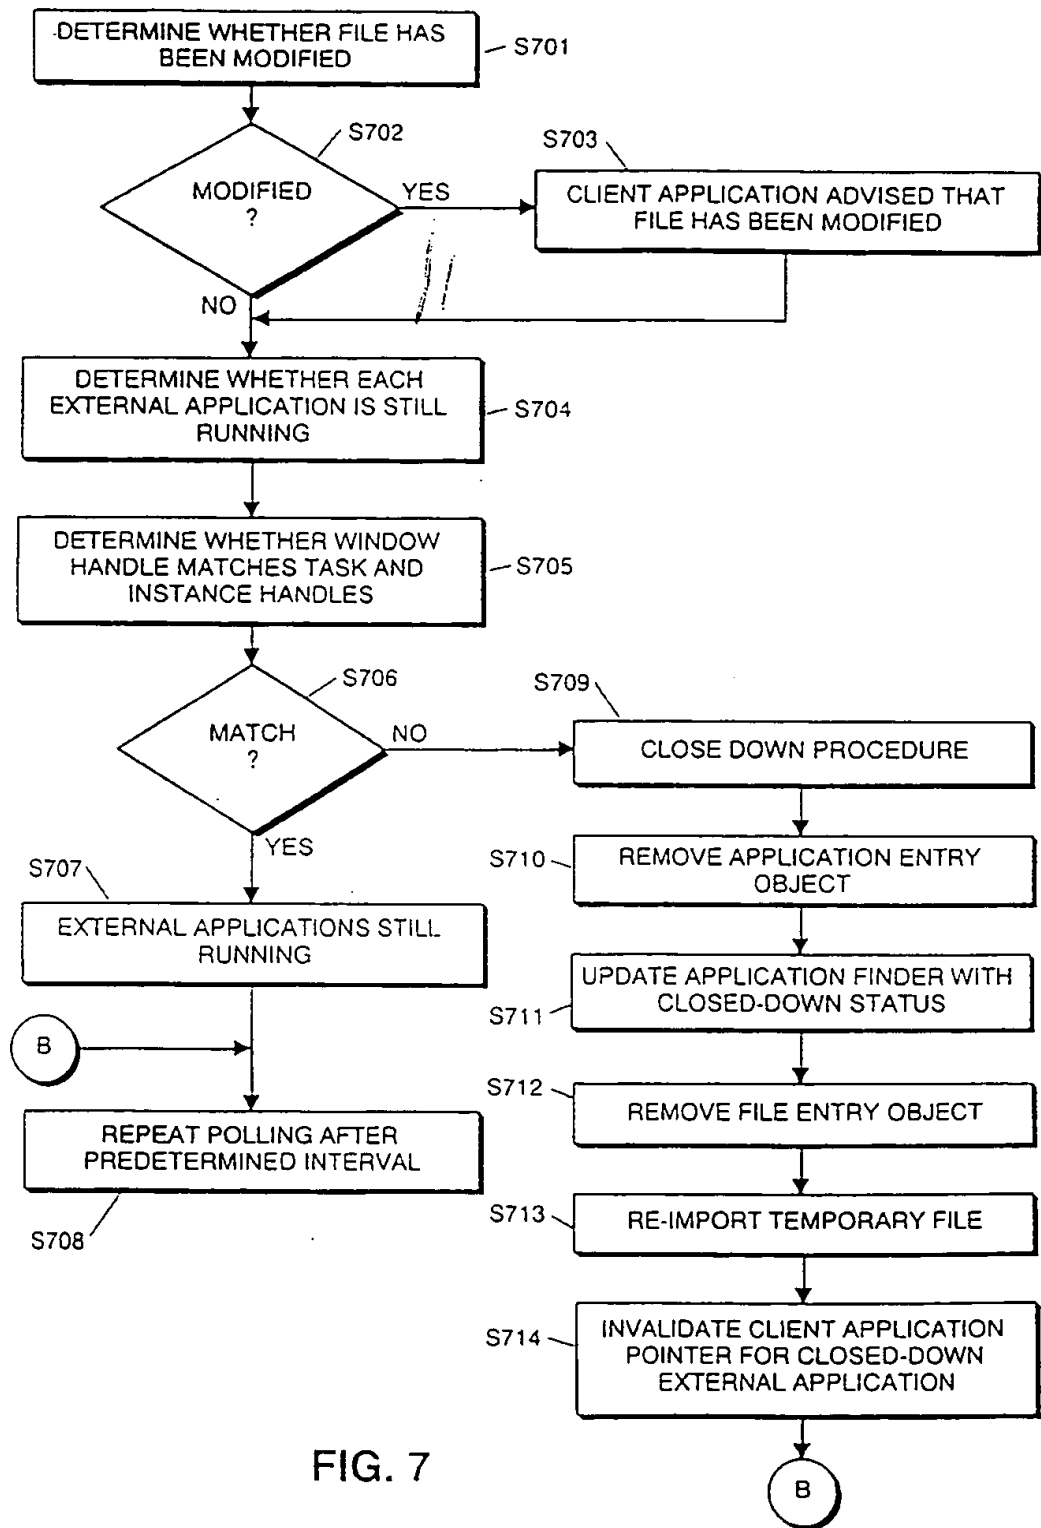 DETERMINE WHETHER FILE HAS
BEEN MODIFIED
S701
S702
MODIFIED
?
YES
NO
S703
CLIENT APPLICATION ADVISED THAT
FILE HAS BEEN MODIFIED
DETERMINE WHETHER EACH
EXTERNAL APPLICATION IS STILL
RUNNING
S704
DETERMINE WHETHER WINDOW
HANDLE MATCHES TASK AND
INSTANCE HANDLES
S705
S706
MATCH
?
NO
YES
S707
EXTERNAL APPLICATIONS STILL
RUNNING
B
REPEAT POLLING AFTER
PREDETERMINED INTERVAL
S708
S709
CLOSE DOWN PROCEDURE
S710
REMOVE APPLICATION ENTRY
OBJECT
S711
UPDATE APPLICATION FINDER WITH
CLOSED-DOWN STATUS
S712
REMOVE FILE ENTRY OBJECT
S713
RE-IMPORT TEMPORARY FILE
S714
INVALIDATE CLIENT APPLICATION
POINTER FOR CLOSED-DOWN
EXTERNAL APPLICATION
B
FIG. 7